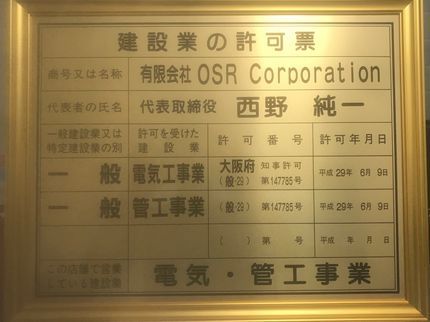 建設業の許可票
商号又は名称 有限会社 OSR Corporation
代表者の氏名 代表取締役 西野 純一
一般建設業又は特定建設業の別 許可を受けた建設業 許可番号 許可年月日
一般 電気工事業 大阪府 知事許可 (般-29) 第147785号 平成 29年 6月 9日
一般 管工事業 (般-29) 第147785号 平成 29年 6月 9日
( ) 第 号 平成 年 月 日
この店舗で営業している建設業 電気・管工事業